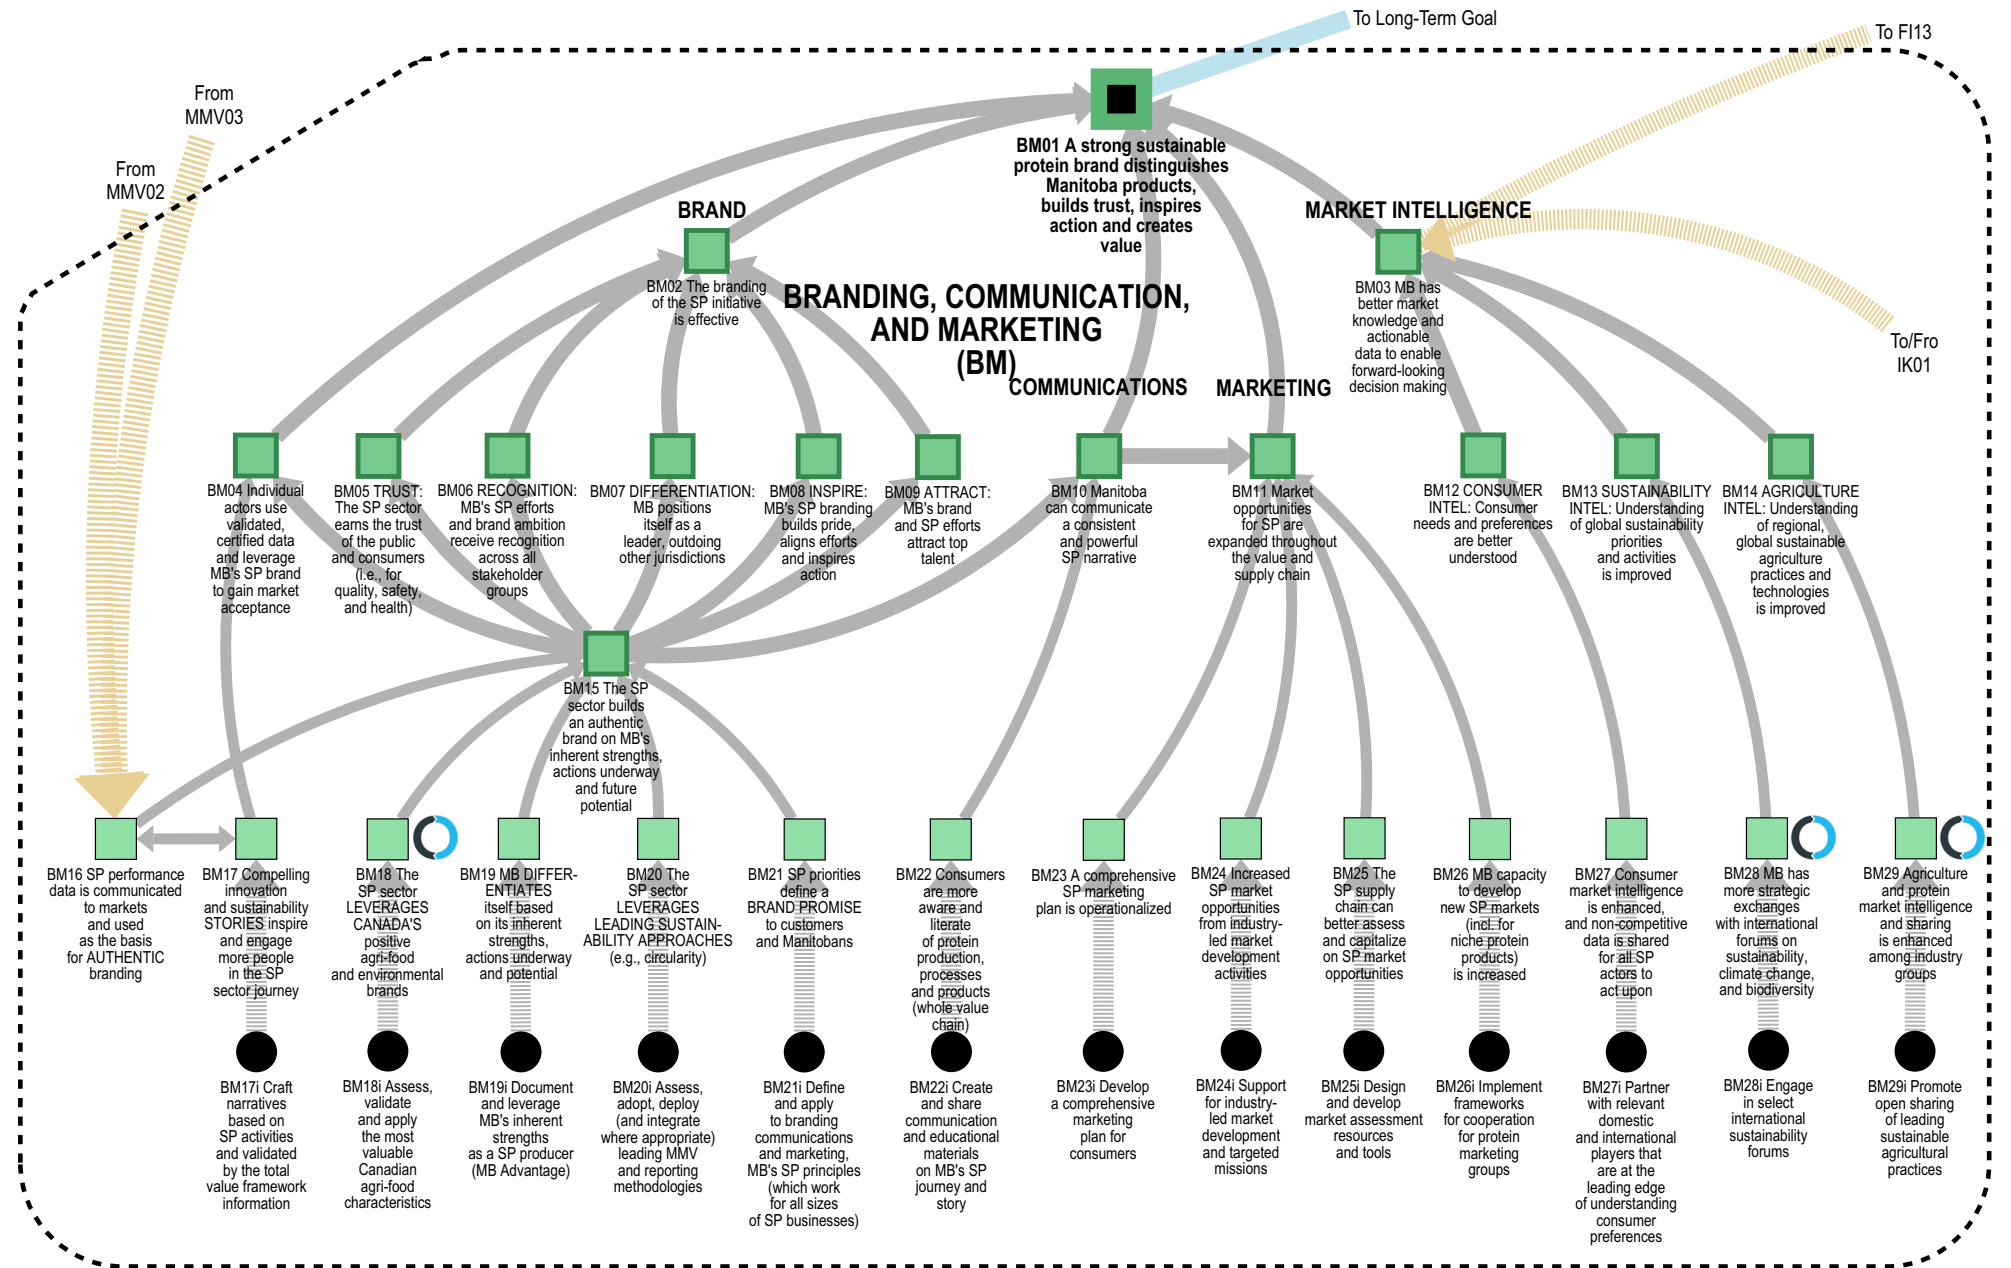 To Long-Term Goal
To FI13
From
MMV03
From
MMV02
BM01 A strong sustainable
protein brand distinguishes
Manitoba products,
builds trust, inspires
action and creates
value
BRAND
MARKET INTELLIGENCE
BM02 The branding
of the SP initiative
is effective
BRANDING, COMMUNICATION,
AND MARKETING
(BM)
BM03 MB has
better market
knowledge and
actionable
data to enable
forward-looking
decision making
To/Fro
IK01
COMMUNICATIONS
MARKETING
BM04 Individual
actors use
validated,
certified data
and leverage
MB's SP brand
to gain market
acceptance
BM05 TRUST:
The SP sector
earns the trust
of the public
and consumers
(i.e., for
quality, safety,
and health)
BM06 RECOGNITION:
MB's SP efforts
and brand ambition
receive recognition
across all
stakeholder
groups
BM07 DIFFERENTIATION:
MB positions
itself as a
leader, outdoing
other jurisdictions
BM08 INSPIRE:
MB's SP branding
builds pride,
aligns efforts
and inspires
action
BM09 ATTRACT:
MB's brand
and SP efforts
attract top
talent
BM10 Manitoba
can communicate
a consistent
and powerful
SP narrative
BM11 Market
opportunities
for SP are
expanded throughout
the value and
supply chain
BM12 CONSUMER
INTEL: Consumer
needs and preferences
are better
understood
BM13 SUSTAINABILITY
INTEL: Understanding
of global sustainability
priorities
and activities
is improved
BM14 AGRICULTURE
INTEL: Understanding
of regional,
global sustainable
agriculture
practices and
technologies
is improved
BM15 The SP
sector builds
an authentic
brand on MB's
inherent strengths,
actions underway
and future
potential
BM16 SP performance
data is communicated
to markets
and used
as the basis
for AUTHENTIC
branding
BM17 Compelling
innovation
and sustainability
STORIES inspire
and engage
more people
in the SP
sector journey
BM18 The
SP sector
LEVERAGES
CANADA'S
positive
agri-food
and environmental
brands
BM19 MB DIFFER-
ENTIATES
itself based
on its inherent
strengths,
actions underway
and potential
BM20 The
SP sector
LEVERAGES
LEADING SUSTAIN-
ABILITY APPROACHES
(e.g., circularity)
BM21 SP priorities
define a
BRAND PROMISE
to customers
and Manitobans
BM22 Consumers
are more
aware and
literate
of protein
production,
processes
and products
(whole value
chain)
BM23 A comprehensive
SP marketing
plan is operationalized
BM24 Increased
SP market
opportunities
from industry-
led market
development
activities
BM25 The
SP supply
chain can
better assess
and capitalize
on SP market
opportunities
BM26 MB capacity
to develop
new SP markets
(incl. for
niche protein
products)
is increased
BM27 Consumer
market intelligence
is enhanced,
and non-competitive
data is shared
for all SP
actors to
act upon
BM28 MB has
more strategic
exchanges
with international
forums on
sustainability,
climate change,
and biodiversity
BM29 Agriculture
and protein
market intelligence
and sharing
is enhanced
among industry
groups
BM17i Craft
narratives
based on
SP activities
and validated
by the total
value framework
information
BM18i Assess,
validate
and apply
the most
valuable
Canadian
agri-food
characteristics
BM19i Document
and leverage
MB's inherent
strengths
as a SP producer
(MB Advantage)
BM20i Assess,
adopt, deploy
(and integrate
where appropriate)
leading MMV
and reporting
methodologies
BM21i Define
and apply
to branding
communications
and marketing,
MB's SP principles
(which work
for all sizes
of SP businesses)
BM22i Create
and share
communication
and educational
materials
on MB's SP
journey and
story
BM23i Develop
a comprehensive
marketing
plan for
consumers
BM24i Support
for industry-
led market
development
and targeted
missions
BM25i Design
and develop
market assessment
resources
and tools
BM26i Implement
frameworks
for cooperation
for protein
marketing
groups
BM27i Partner
with relevant
domestic
and international
players that
are at the
leading edge
of understanding
consumer
preferences
BM28i Engage
in select
international
sustainability
forums
BM29i Promote
open sharing
of leading
sustainable
agricultural
practices